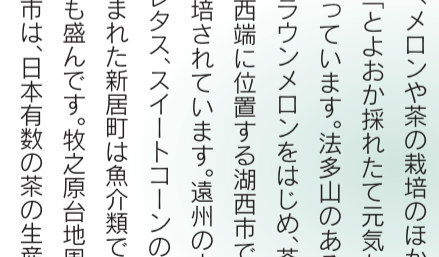 、メロンや茶の栽培のほか
「とよおか採れたて元気
っています。法多山のある
ラウンメロンをはじめ、茶
西端に位置する湖西市で
培されています。遠州の
レタス、スイートコーンの
まれた新居町は魚介類で
も盛んです。牧之原台地周
市は、日本有数の茶の生産